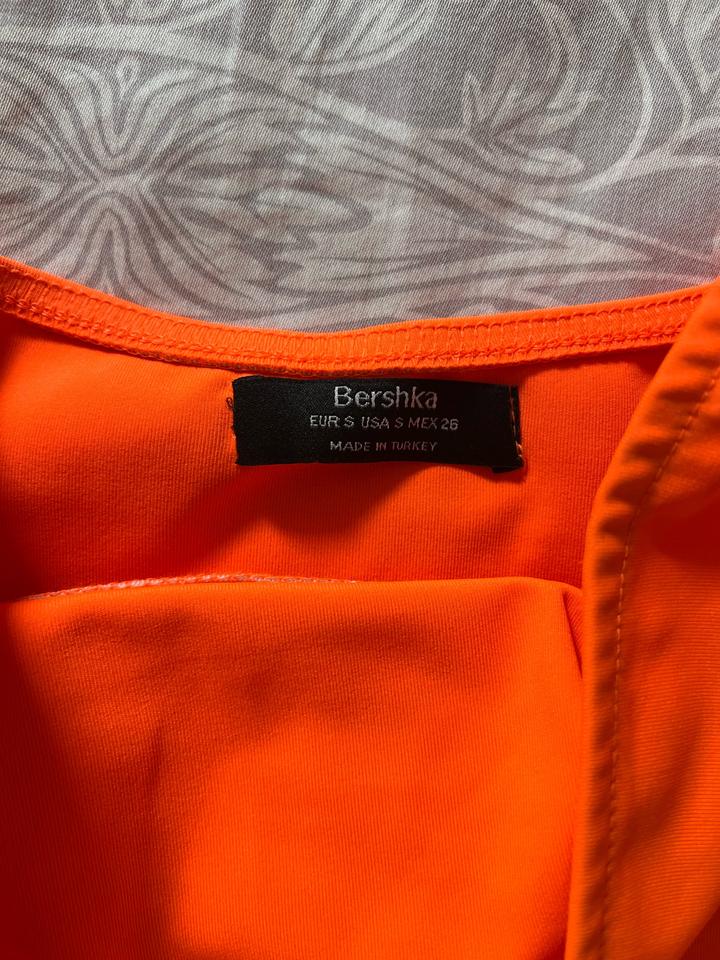 Bershka
EUR S USA S MEX 26
MADE IN TURKEY